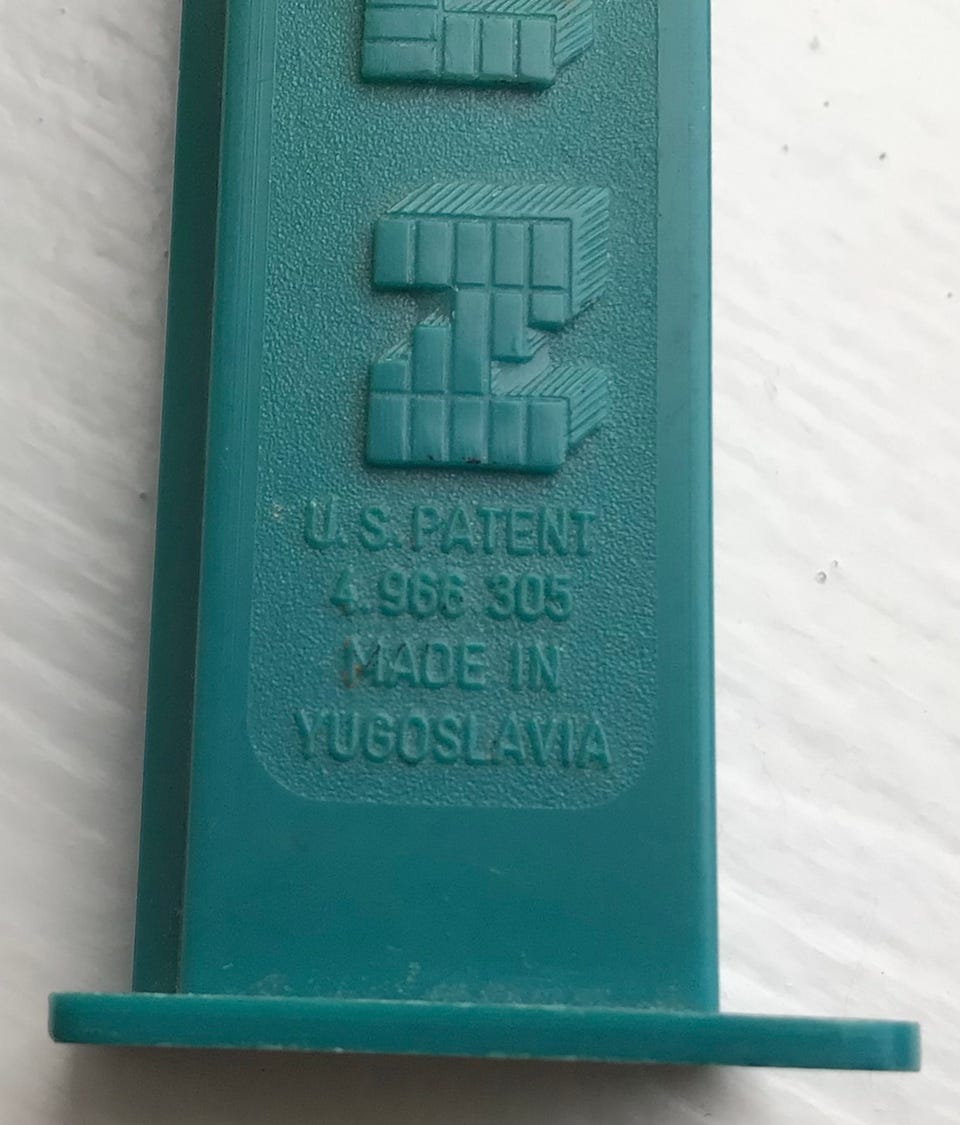 Z
U.S. PATENT
4.966 305
MADE IN
YUGOSLAVIA